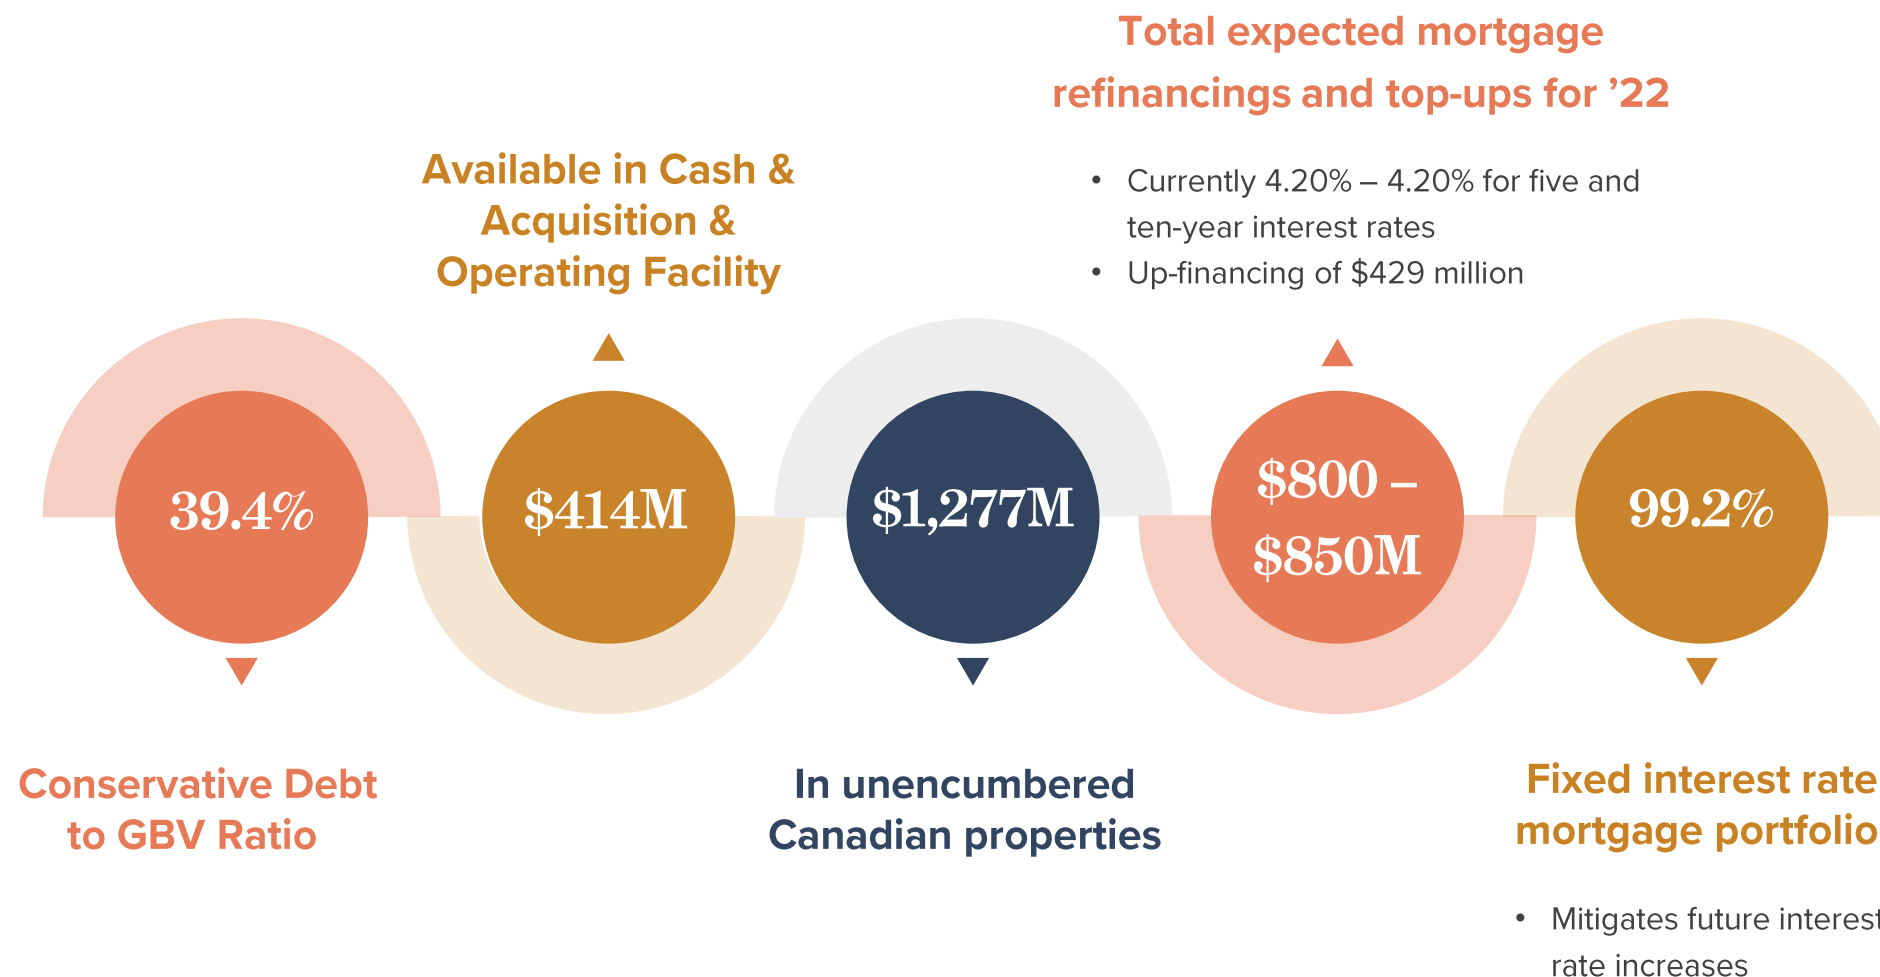 Total expected mortgage
refinancings and top-ups for ’22
• Currently 4.20% – 4.20% for five and
ten-year interest rates
• Up-financing of $429 million
Available in Cash &
Acquisition &
Operating Facility
39.4%
$414M
$1,277M
$800 –
$850M
99.2%
Conservative Debt
to GBV Ratio
In unencumbered
Canadian properties
Fixed interest rate
mortgage portfolio
• Mitigates future interest
rate increases